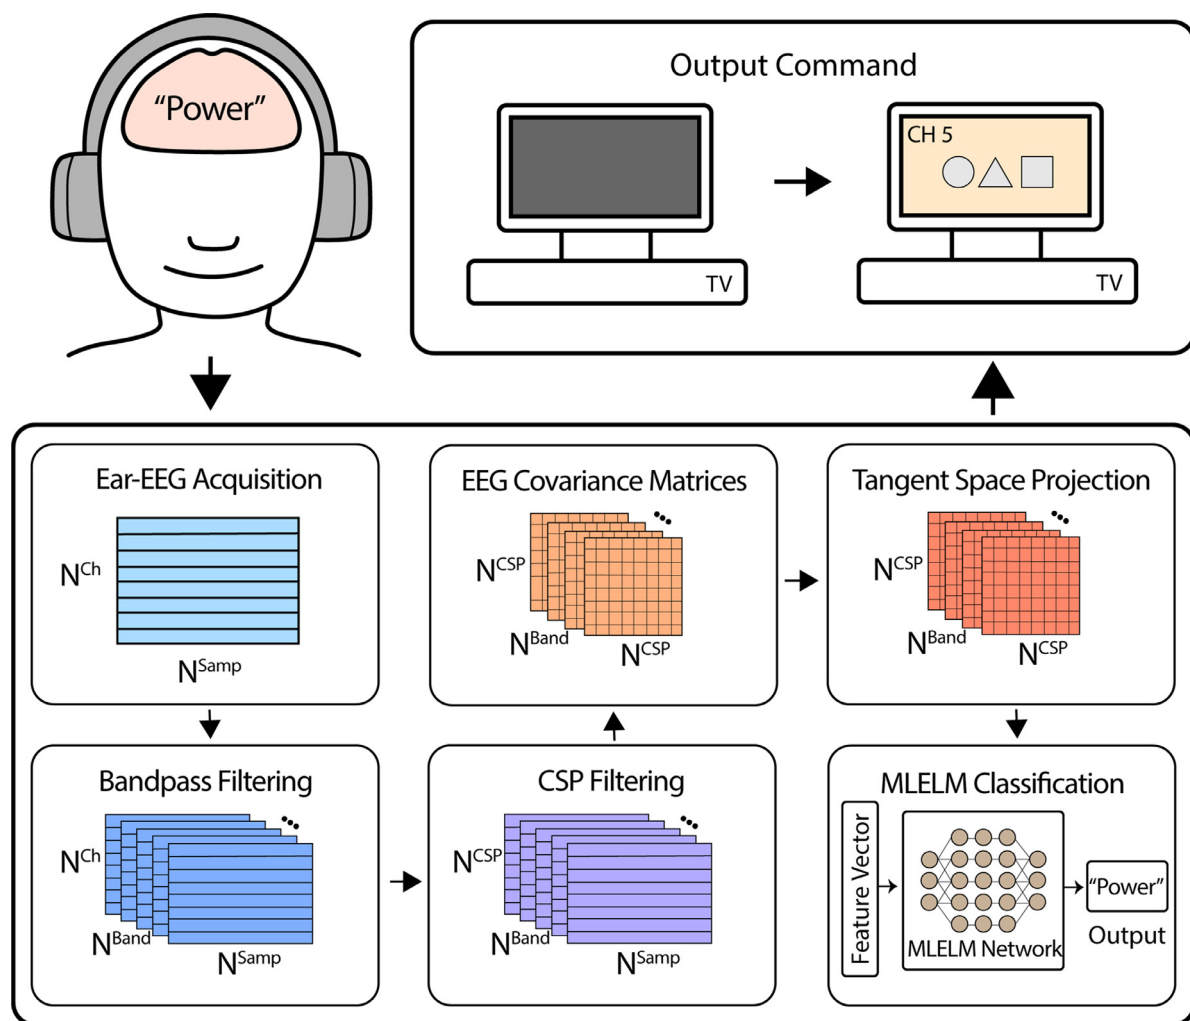 “Power”
Output Command
TV
CH 5
TV
Ear-EEG Acquisition
N^Ch
N^Samp
Bandpass Filtering
N^Ch
N^Band
N^Samp
CSP Filtering
N^CSP
N^Band
N^Samp
EEG Covariance Matrices
N^CSP
N^Band
N^CSP
Tangent Space Projection
N^CSP
N^Band
N^CSP
MLELM Classification
Feature Vector
MLELM Network
“Power”
Output